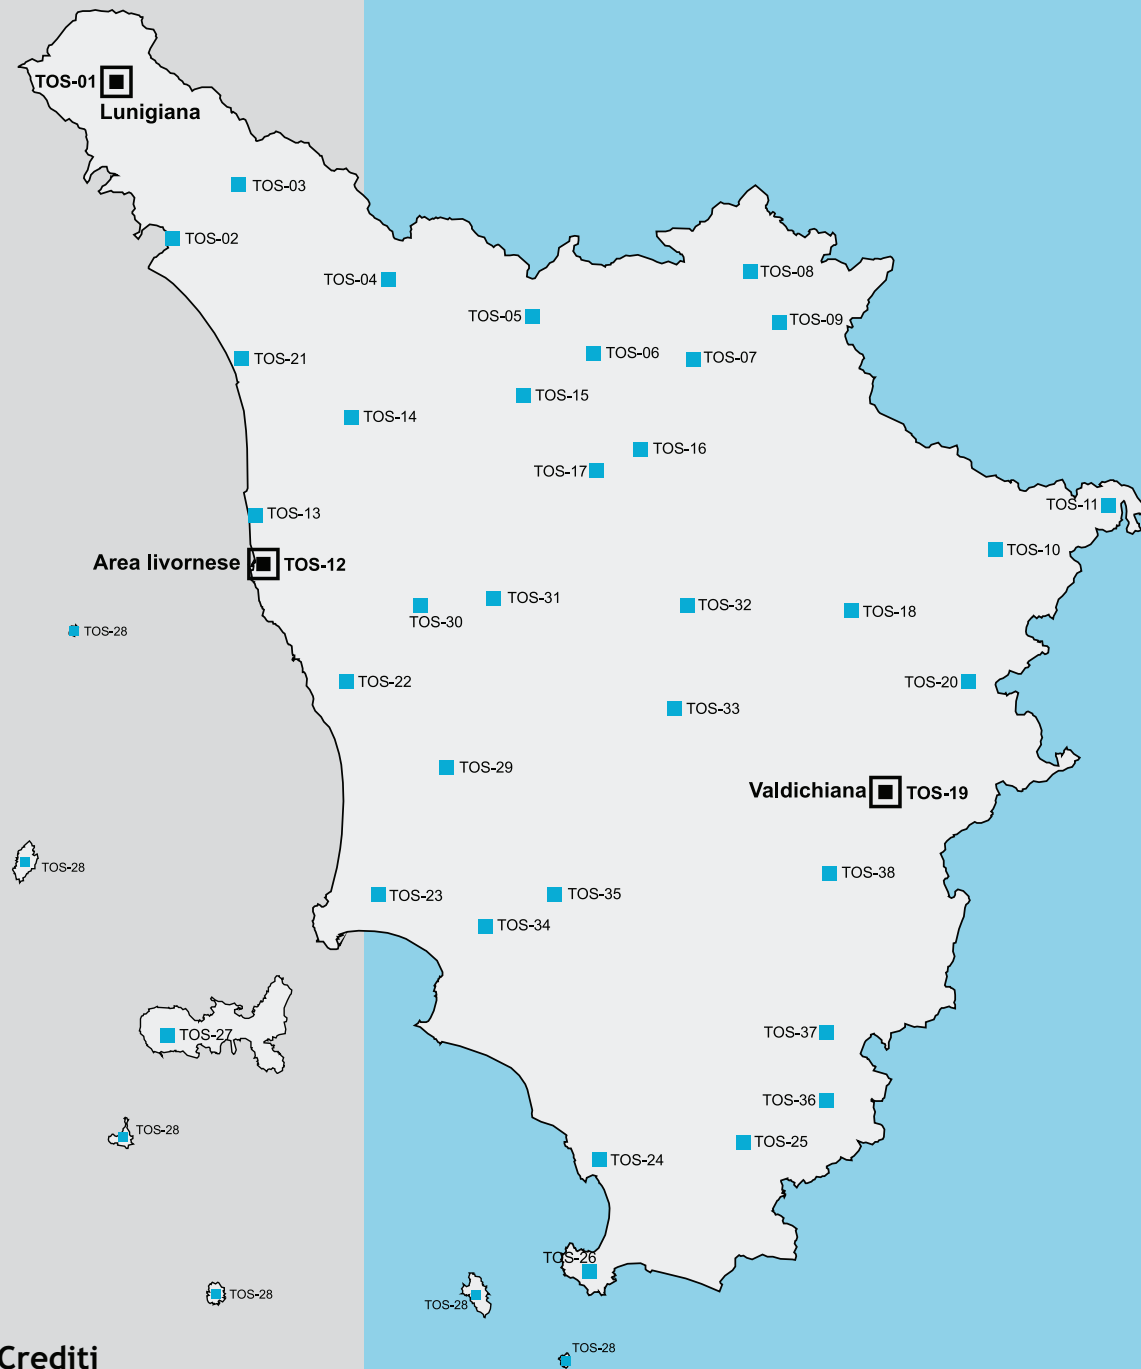 TOS-01
Lunigiana
TOS-03
TOS-02
TOS-08
TOS-04
TOS-05
TOS-09
TOS-06
TOS-07
TOS-21
TOS-15
TOS-14
TOS-16
TOS-17
TOS-11
TOS-13
TOS-10
Area livornese
TOS-12
TOS-31
TOS-32
TOS-18
TOS-30
TOS-28
TOS-22
TOS-20
TOS-33
TOS-29
Valdichiana
TOS-19
TOS-28
TOS-38
TOS-23
TOS-35
TOS-34
TOS-37
TOS-27
TOS-36
TOS-28
TOS-25
TOS-24
TOS-26
TOS-28
TOS-28
TOS-28
Crediti